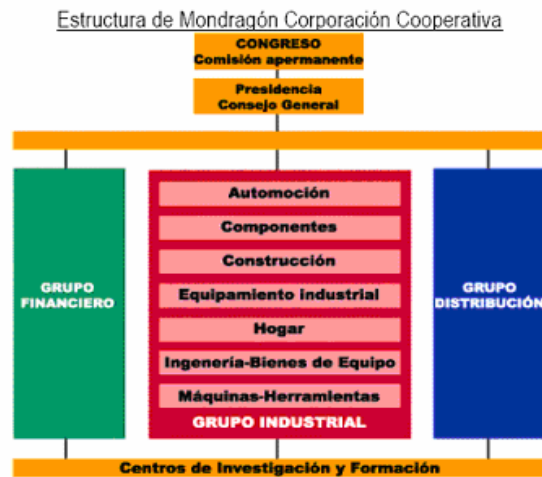 Estructura de Mondragón Corporación Cooperativa
CONGRESO
Comisión apermanente
Presidencia
Consejo General
GRUPO
FINANCIERO
Automoción
Componentes
Construcción
Equipamiento industrial
Hogar
Ingeniería-Bienes de Equipo
Máquinas-Herramientas
GRUPO INDUSTRIAL
GRUPO
DISTRIBUCIÓN
Centros de Investigación y Formación